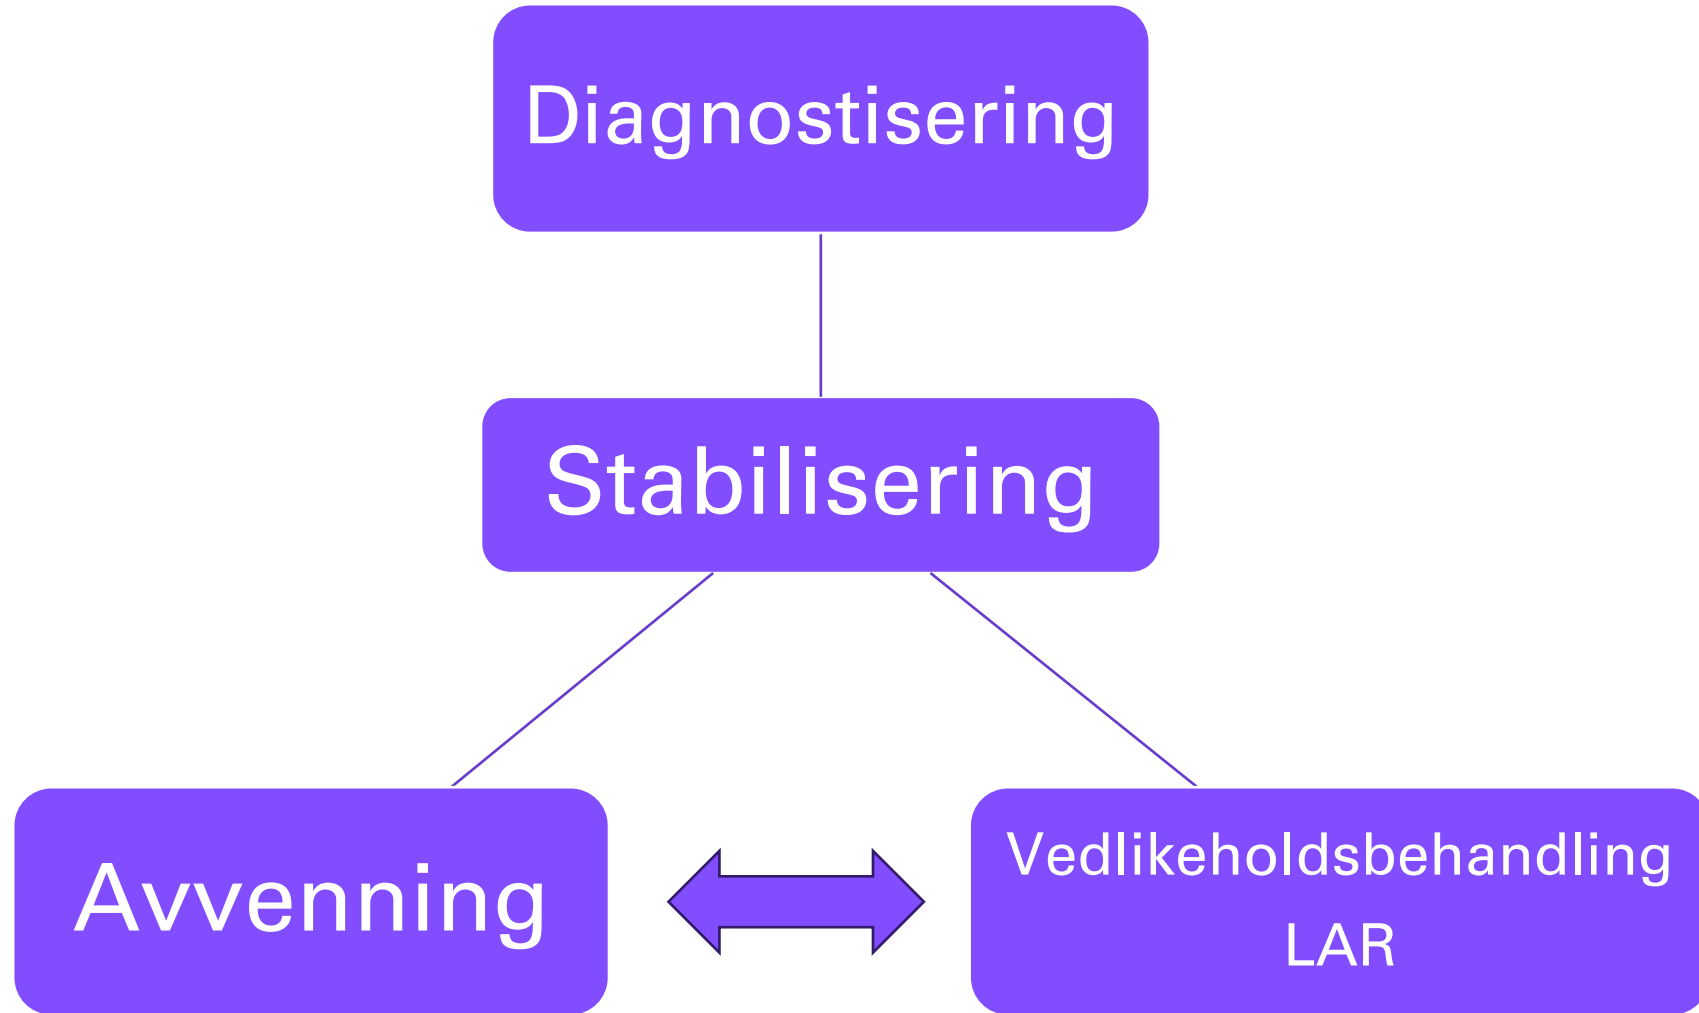 Diagnostisering
Stabilisering
Avvenning
Vedlikeholdsbehandling
LAR